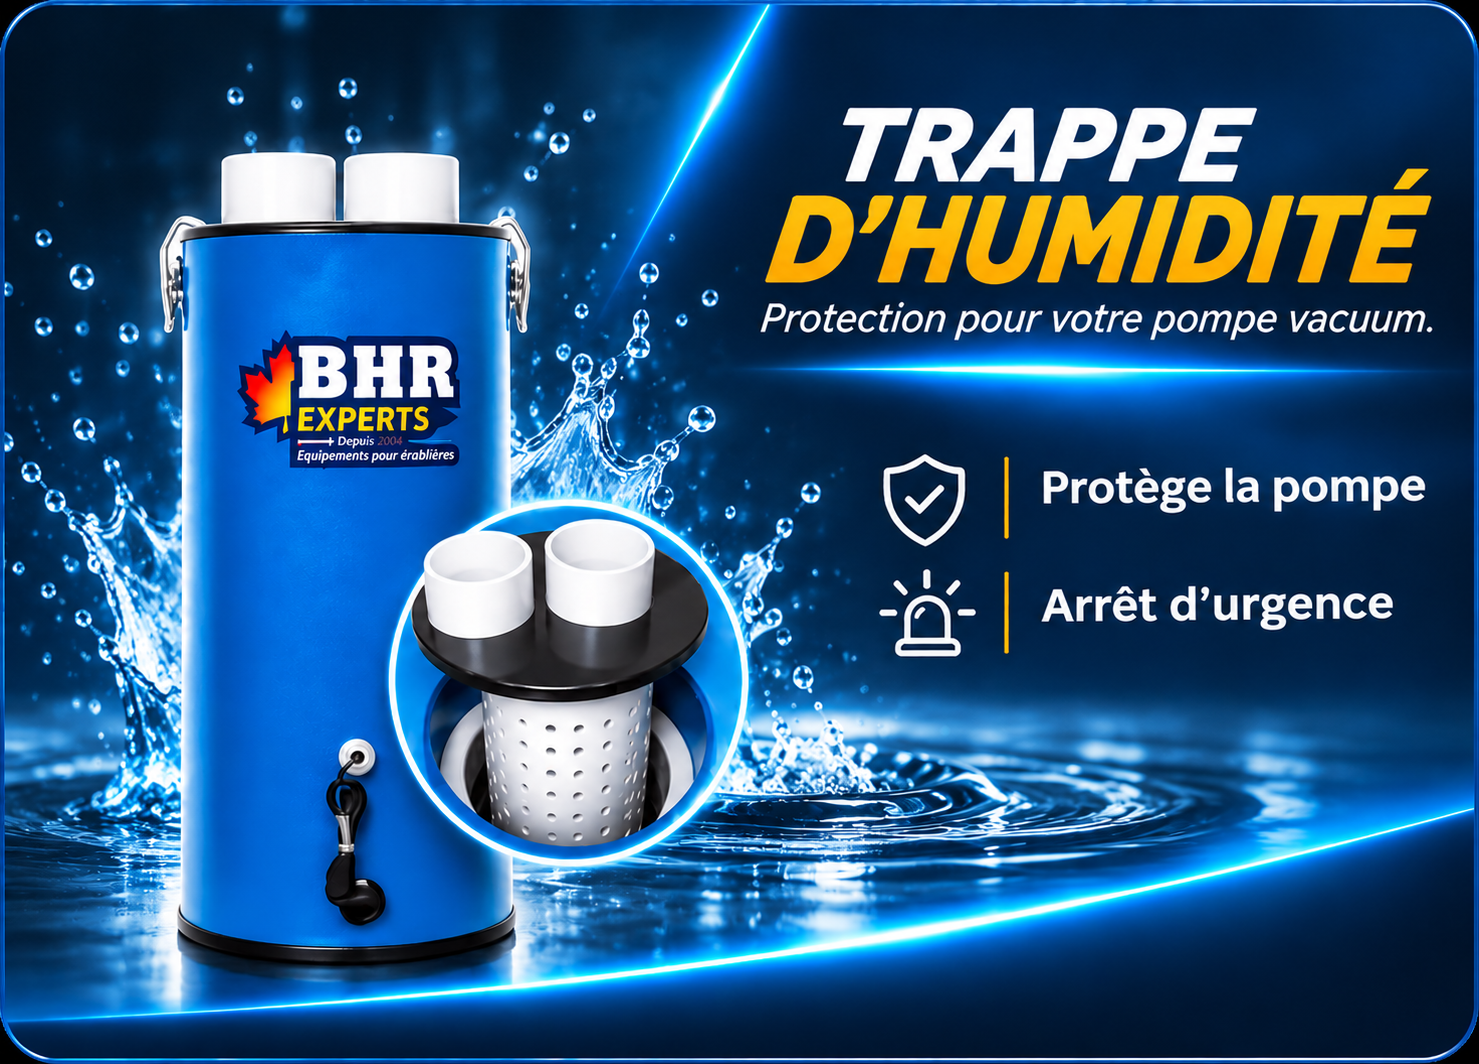 TRAPPE
D'HUMIDITÉ
Protection pour votre pompe vacuum.
BHR
EXPERTS
Depuis 2004
Equipements pour érablières
Protège la pompe
Arrêt d'urgence